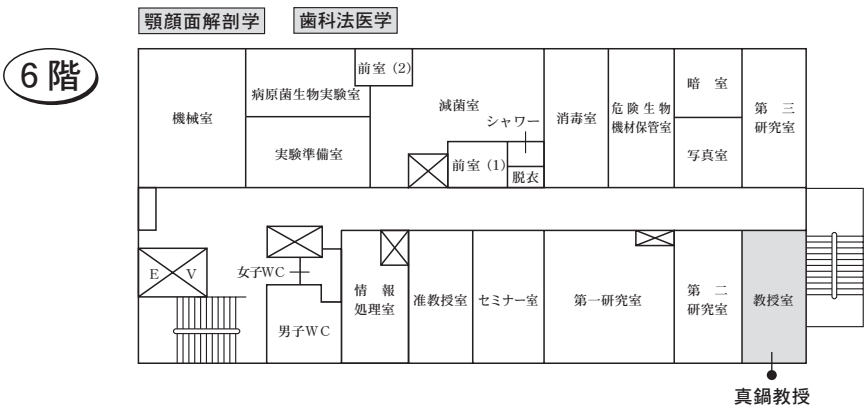 顎顔面解剖学
歯科法医学
6階
機械室
病原菌生物実験室
前室（2）
実験準備室
滅菌室
シャワー
前室（1）
脱衣
消毒室
危険生物
機材保管室
暗　室
写真室
第　三
研究室
E V
女子WC
男子WC
情　報
処理室
准教授室
セミナー室
第一研究室
第　二
研究室
教授室
真鍋教授